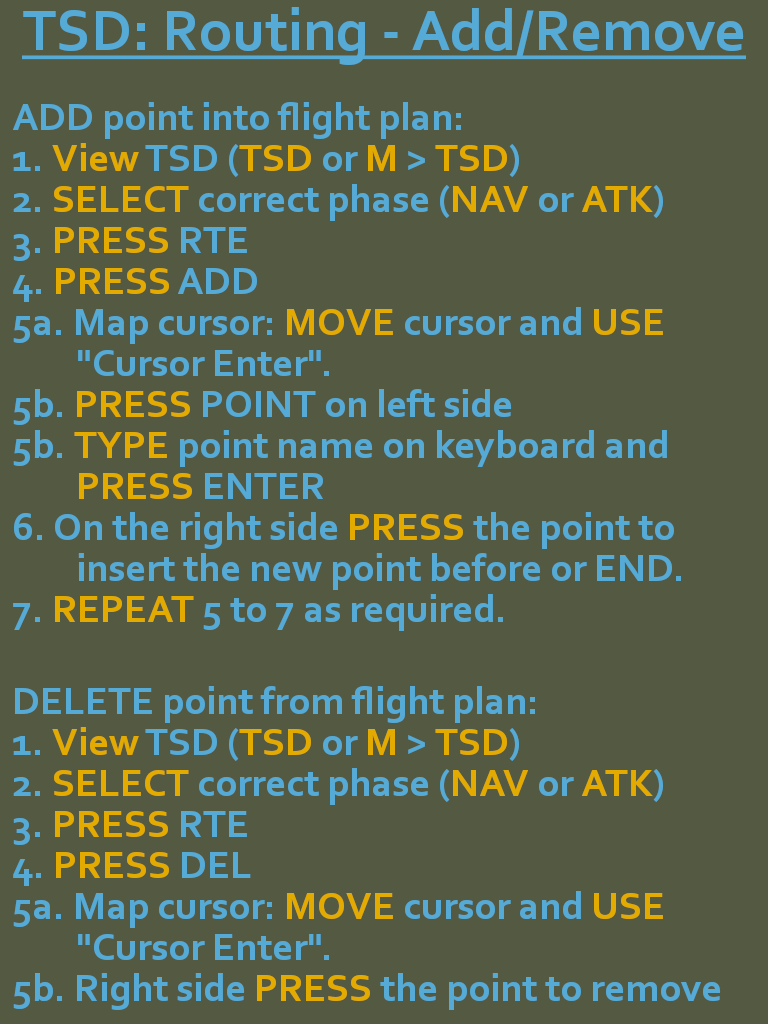 TSD: Routing - Add/Remove
ADD point into flight plan:
1. View TSD (TSD or M > TSD)
2. SELECT correct phase (NAV or ATK)
3. PRESS RTE
4. PRESS ADD
5a. Map cursor: MOVE cursor and USE
"Cursor Enter".
5b. PRESS POINT on left side
5b. TYPE point name on keyboard and
PRESS ENTER
6. On the right side PRESS the point to
insert the new point before or END.
7. REPEAT 5 to 7 as required.
DELETE point from flight plan:
1. View TSD (TSD or M > TSD)
2. SELECT correct phase (NAV or ATK)
3. PRESS RTE
4. PRESS DEL
5a. Map cursor: MOVE cursor and USE
"Cursor Enter".
5b. Right side PRESS the point to remove